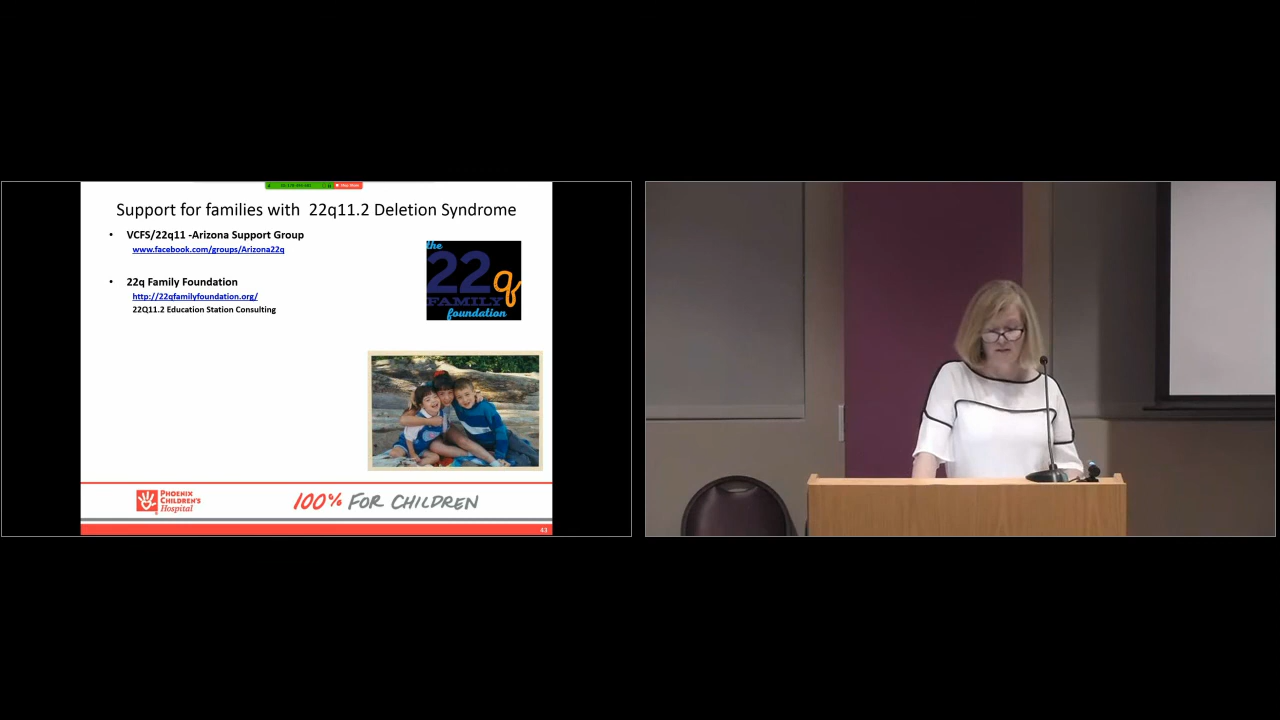 Support for families with 22q11.2 Deletion Syndrome
• VCFS/22q11 -Arizona Support Group
www.facebook.com/groups/Arizona22q
• 22q Family Foundation
http://22qfamilyfoundation.org/
22Q11.2 Education Station Consulting
the
22q
FAMILY
foundation
PHOENIX
CHILDREN'S
Hospital
100% FOR CHILDREN
43